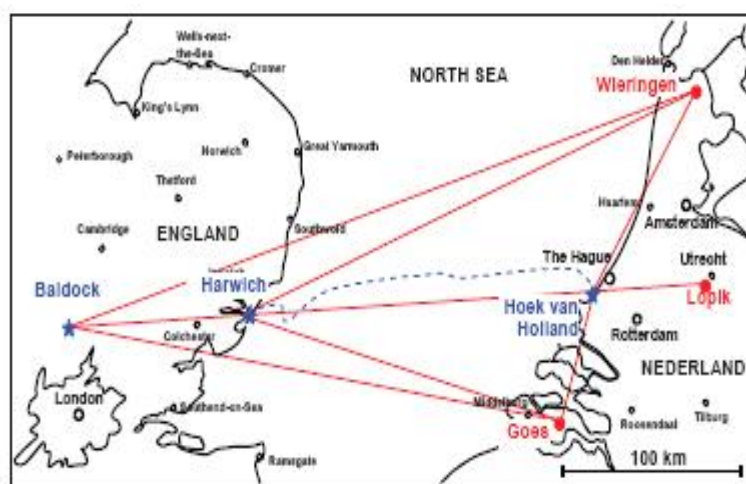 Wells-next-
the-Sea
Cromer
NORTH SEA
Den Helder
Wieringen
King's Lynn
Norwich
Great Yarmouth
Peterborough
Thetford
Haarlem
Amsterdam
Cambridge
ENGLAND
Southwold
The Hague
Utrecht
Baldock
Harwich
Lopik
Hoek van
Holland
Colchester
Rotterdam
NEDERLAND
London
Southend-on-Sea
Middelburg
Goes
Roosendaal
Tilburg
Ramsgate
100 km